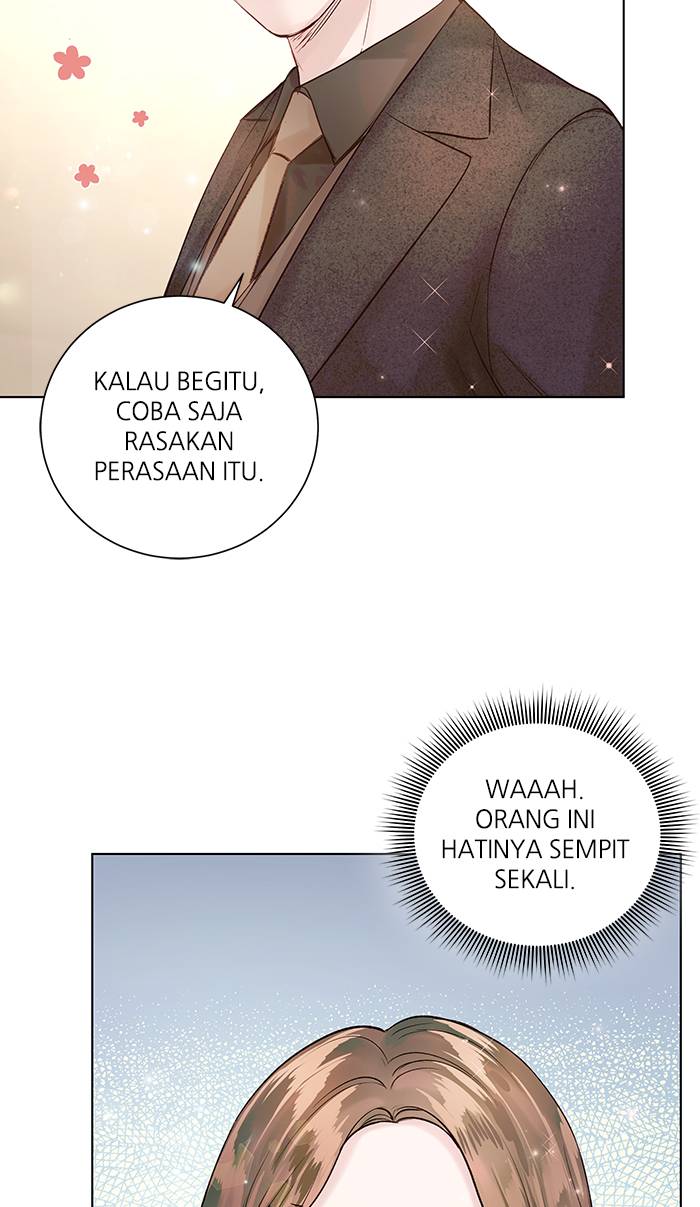 KALAU BEGITU,
COBA SAJA
RASAKAN
PERASAAN ITU.
WAAAH.
ORANG INI
HATINYA SEMPIT
SEKALI.